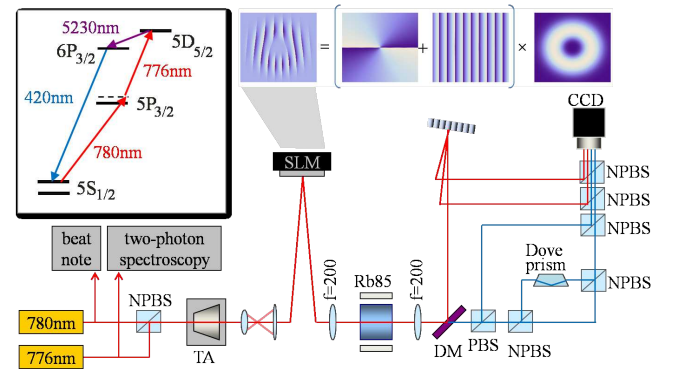 5230nm
5D5/2
6P3/2
776nm
420nm
5P3/2
780nm
5S1/2
= + ×
CCD
SLM
NPBS
NPBS
NPBS
beat note
two-photon spectroscopy
Dove prism
NPBS
f=200
Rb85
f=200
NPBS
780nm
776nm
TA
DM
PBS
NPBS